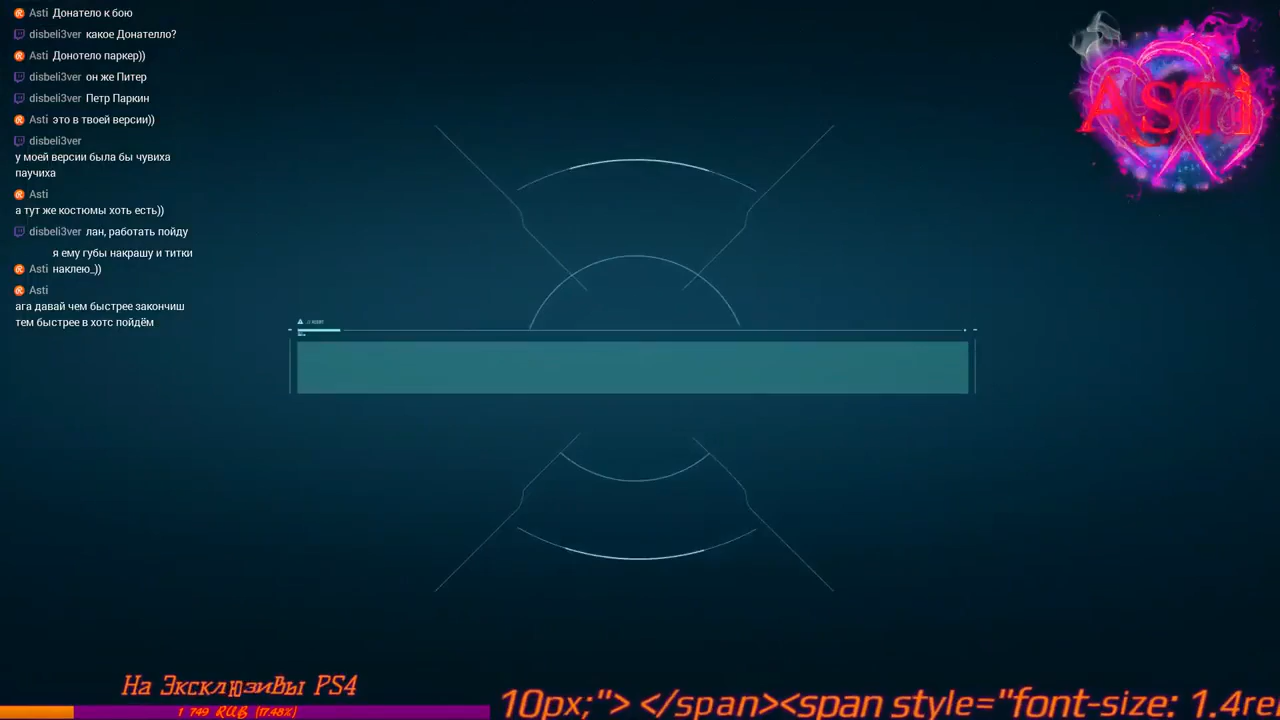 Asti Донатело к бою
disbeli3ver какое Донателло?
Asti Донотело паркер))
disbeli3ver он же Питер
disbeli3ver Петр Паркин
Asti это в твоей версии))
disbeli3ver
у моей версии была бы чувиха
паучиха
Asti
а тут же костюмы хоть есть))
disbeli3ver лан, работать пойду
я ему губы накрашу и титки
Asti наклею_))
Asti
ага давай чем быстрее закончиш
тем быстрее в хотс пойдём
Asti
На Эксклюзивы PS4
1 749 RUB (17.48%)
10px;"> </span><span style="font-size: 1.4re